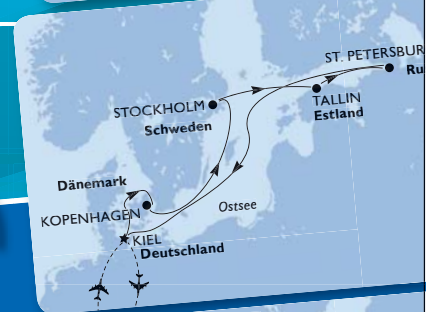 ST. PETERSBUR
Ru
STOCKHOLM
Schweden
TALLIN
Estland
Dänemark
KOPENHAGEN
Ostsee
KIEL
Deutschland